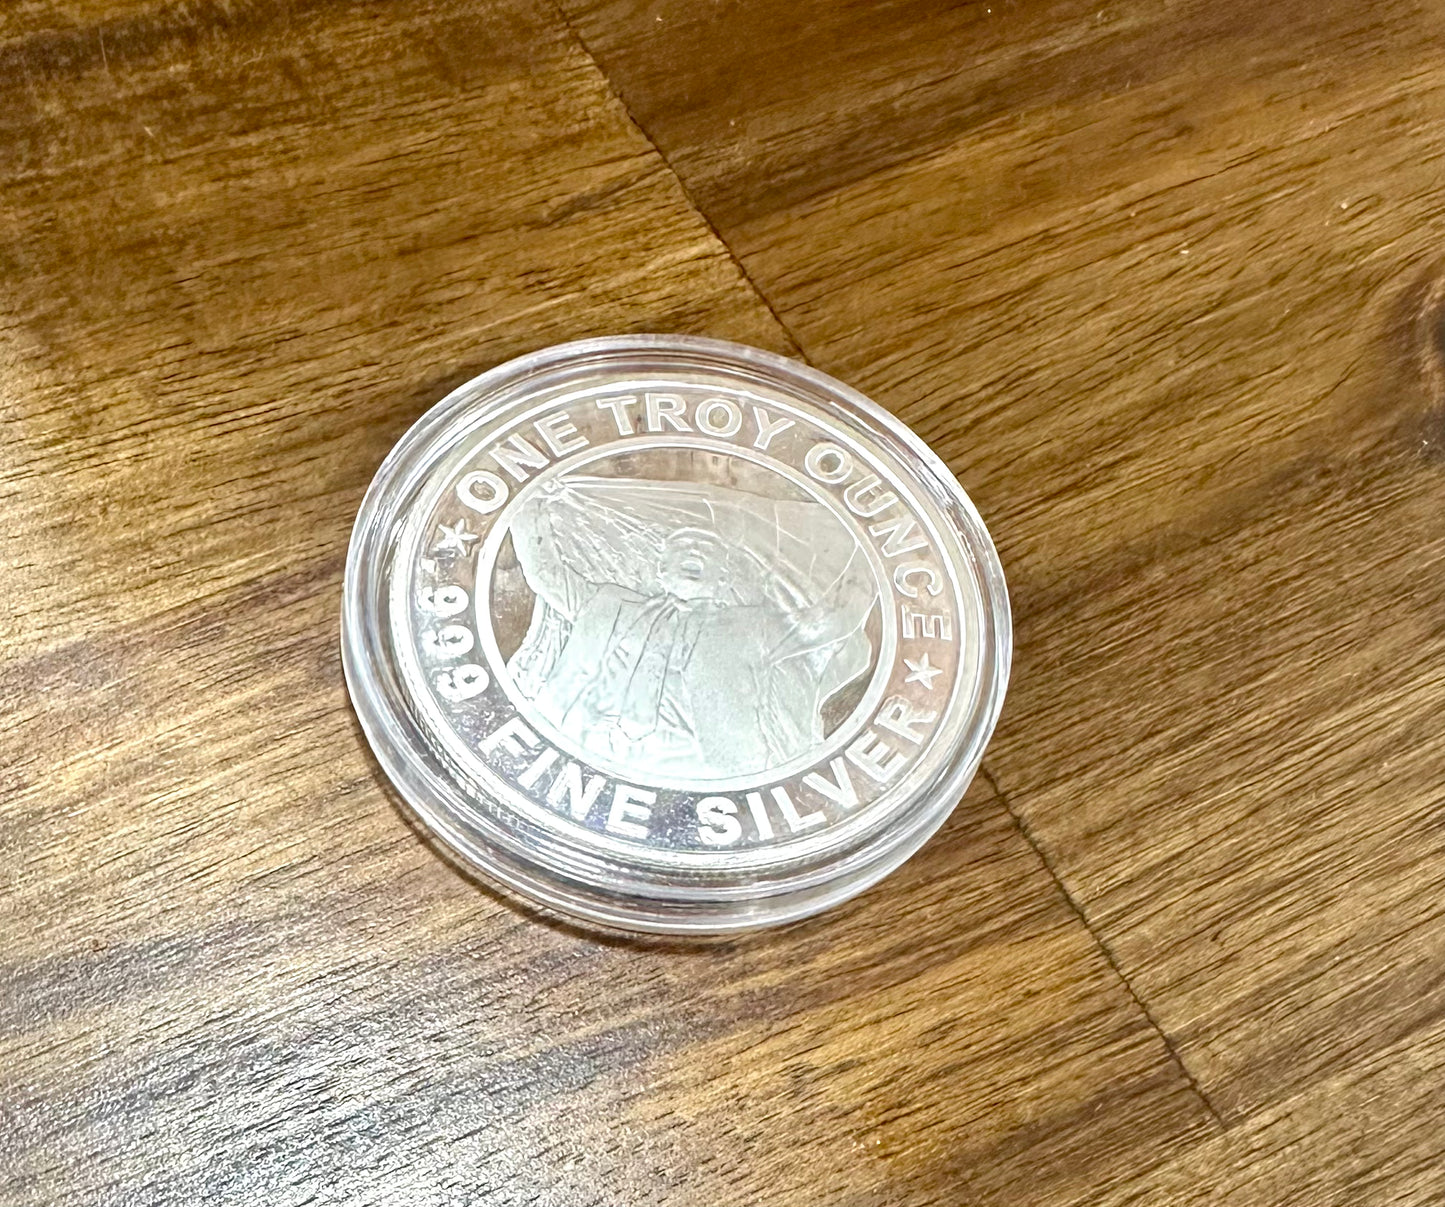 ★ ONE TROY OUNCE ★
.999 FINE SILVER